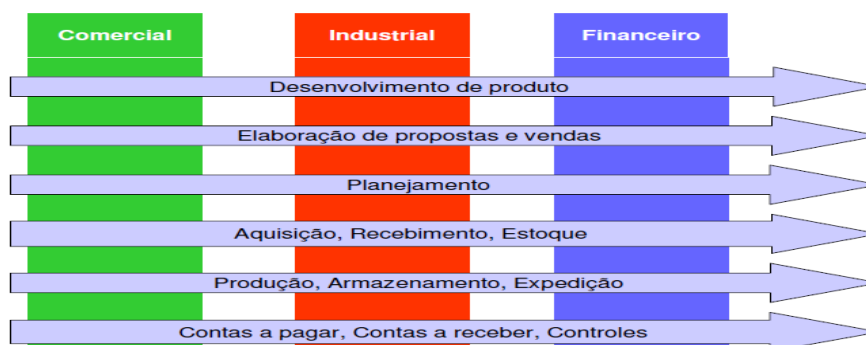 Comercial
Industrial
Financeiro
Desenvolvimento de produto
Elaboração de propostas e vendas
Planejamento
Aquisição, Recebimento, Estoque
Produção, Armazenamento, Expedição
Contas a pagar, Contas a receber, Controles